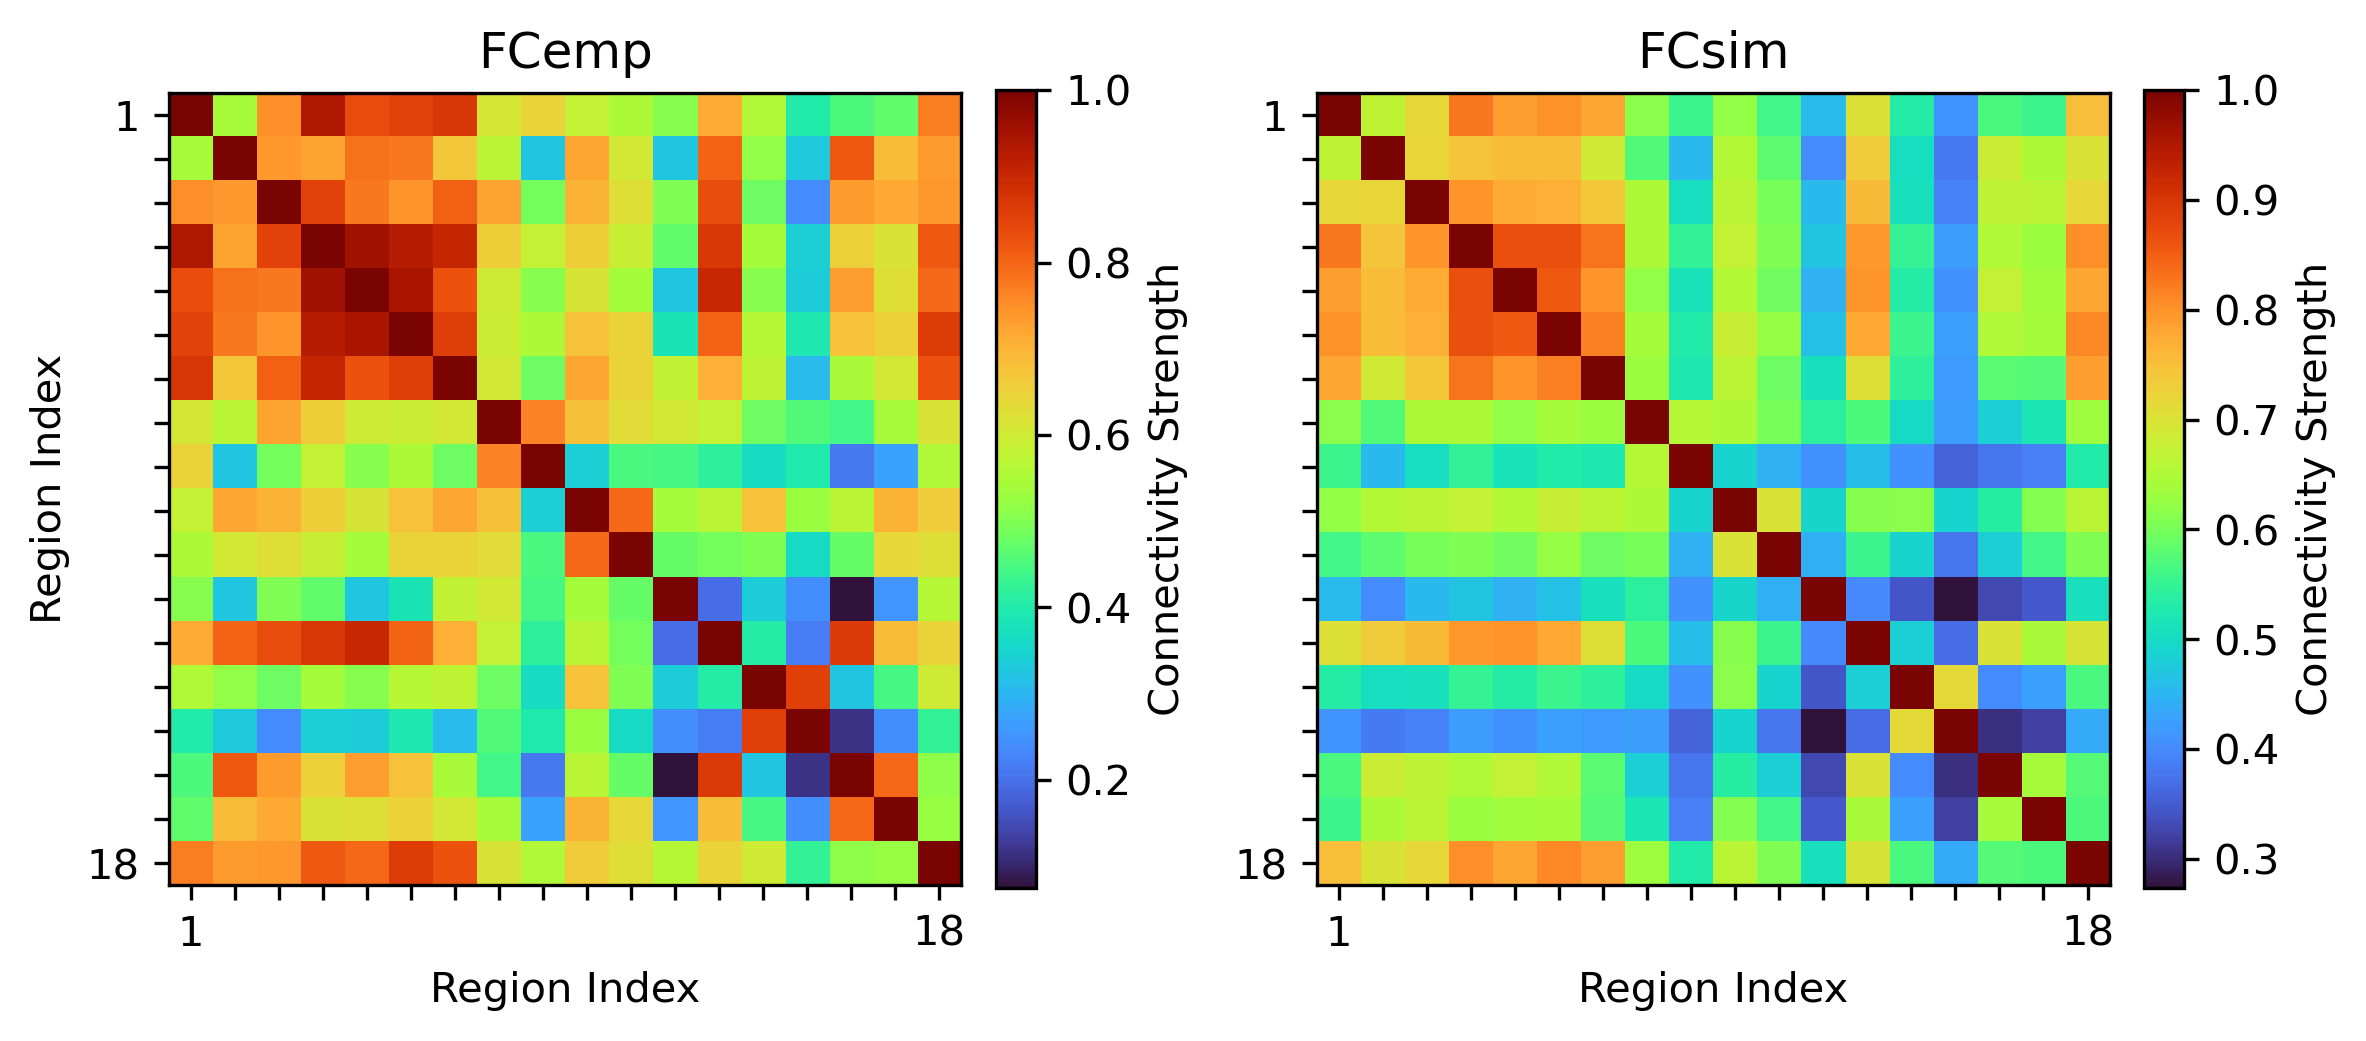 FCemp
FCsim
1
18
1
18
Region Index
Region Index
1.0
0.8
0.6
0.4
0.2
Connectivity Strength
1
18
1
18
Region Index
Region Index
1.0
0.9
0.8
0.7
0.6
0.5
0.4
0.3
Connectivity Strength